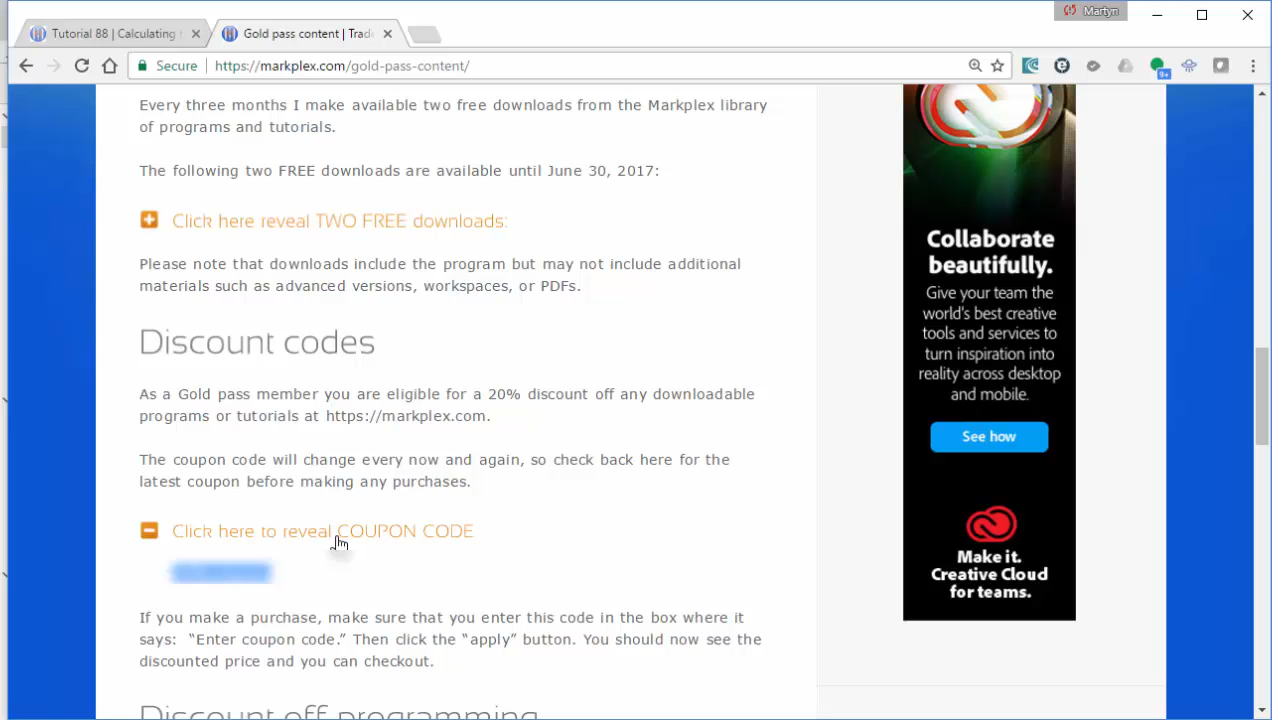 Martyn
Tutorial 88 | Calculating
Gold pass content | Trad
Secure
https://markplex.com/gold-pass-content/
9+
Every three months I make available two free downloads from the Markplex library
of programs and tutorials.
The following two FREE downloads are available until June 30, 2017:
Click here reveal TWO FREE downloads:
Please note that downloads include the program but may not include additional
materials such as advanced versions, workspaces, or PDFs.
Discount codes
As a Gold pass member you are eligible for a 20% discount off any downloadable
programs or tutorials at https://markplex.com.
The coupon code will change every now and again, so check back here for the
latest coupon before making any purchases.
Click here to reveal COUPON CODE
If you make a purchase, make sure that you enter this code in the box where it
says:  “Enter coupon code.” Then click the “apply” button. You should now see the
discounted price and you can checkout.
Discount off programming
Collaborate
beautifully.
Give your team the
world's best creative
tools and services to
turn inspiration into
reality across desktop
and mobile.
See how
Make it.
Creative Cloud
for teams.